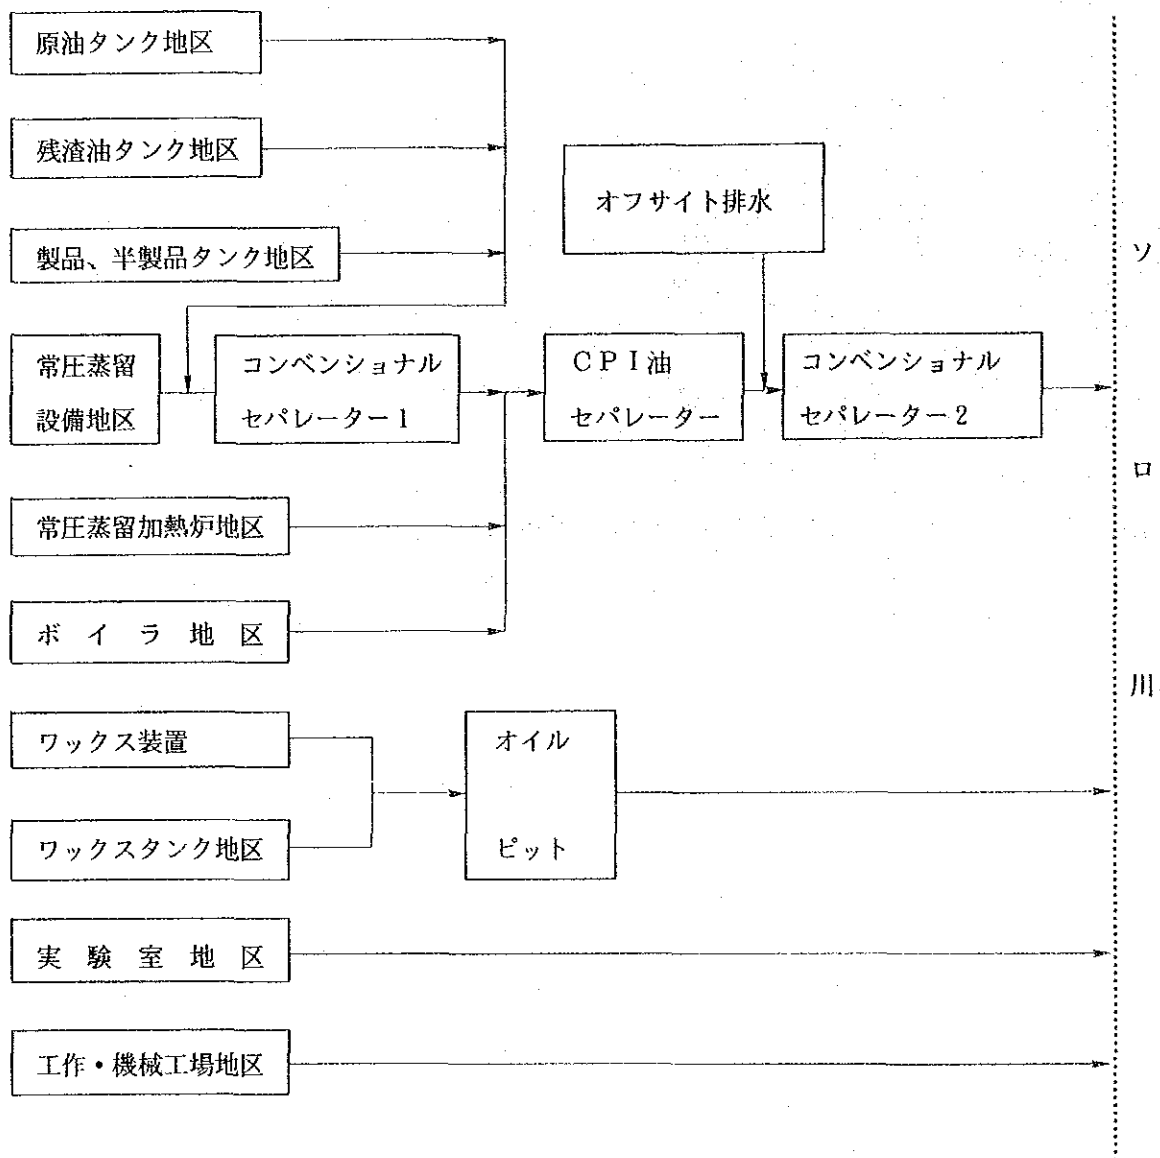 原油タンク地区
残渣油タンク地区
オフサイト排水
製品、半製品タンク地区
常圧蒸留
設備地区
コンベンショナル
セパレーター1
CPI油
セパレーター
コンベンショナル
セパレーター2
常圧蒸留加熱炉地区
ボイラ地区
ワックス装置
オイル
ピット
ワックスタンク地区
実験室地区
工作・機械工場地区
ソロ川